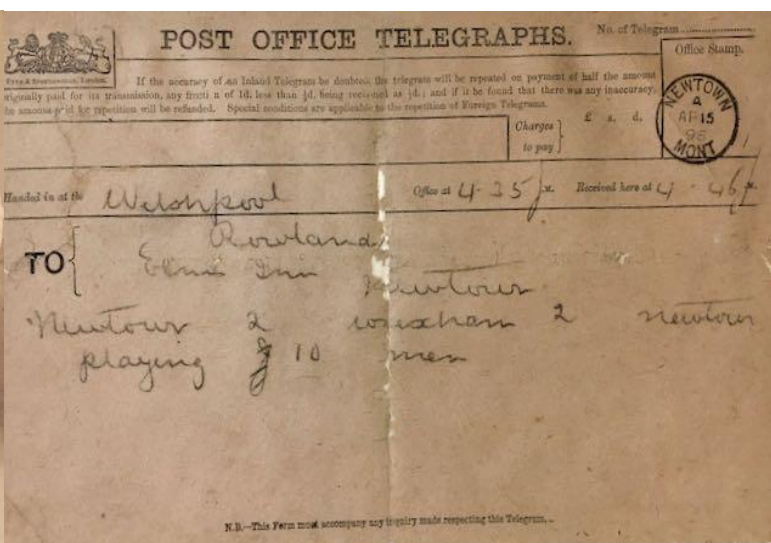 POST OFFICE TELEGRAPHS.
No. of Telegram
Office Stamp.
EYRE & SPOTTISWOODE, London.
If the accuracy of an Inland Telegram be doubted, the telegram will be repeated on payment of half the amount
originally paid for its transmission, any fraction of 1d. less than ½d. being reckoned as ½d.; and if it be found that there was any inaccuracy,
the amount paid for repetition will be refunded. Special conditions are applicable to the repetition of Foreign Telegrams.
Charges to pay
£ s. d.
NEWTOWN
4
AP 15
96
MONT
Handed in at the Welshpool Office at 4.35 p.m. Received here at 4.46 p.m.
TO Rowland
Elms Inn
Newtown
Newtown 2 wrexham 2 newtown
playing 10 men
N.B.—This Form must accompany any inquiry made respecting this Telegram.